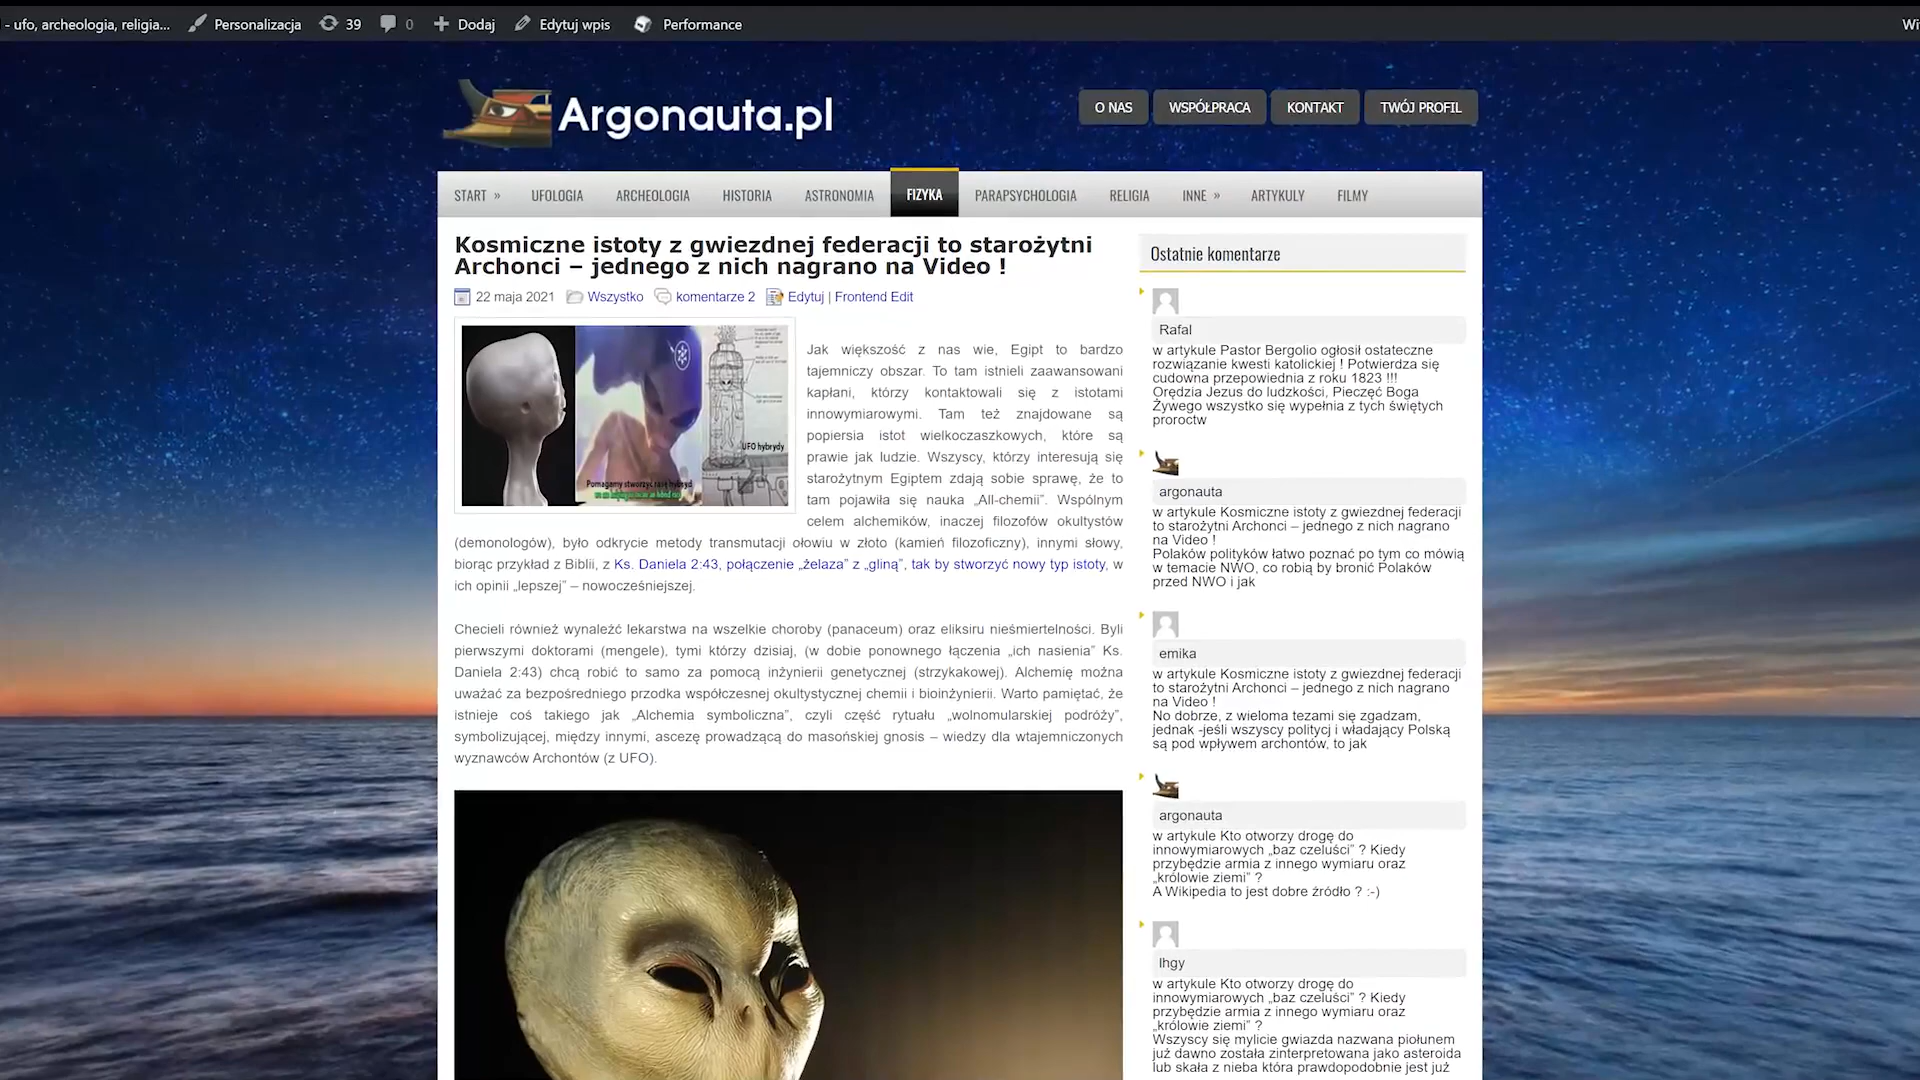 - ufo, archeologia, religia... Personalizacja 39 0 Dodaj Edytuj wpis Performance
Argonauta.pl
O NAS WSPÓŁPRACA KONTAKT TWÓJ PROFIL
START » UFOLOGIA ARCHEOLOGIA HISTORIA ASTRONOMIA FIZYKA PARAPSYCHOLOGIA RELIGIA INNE » ARTYKULY FILMY
Kosmiczne istoty z gwiezdnej federacji to starożytni
Archonci – jednego z nich nagrano na Video !
22 maja 2021 Wszystko komentarze 2 Edytuj | Frontend Edit
UFO hybrydy
Pomagamy stworzyć rasę hybryd
Jak większość z nas wie, Egipt to bardzo
tajemniczy obszar. To tam istnieli zaawansowani
kapłani, którzy kontaktowali się z istotami
innowymiarowymi. Tam też znajdowane są
popiersia istot wielkoczaszkowych, które są
prawie jak ludzie. Wszyscy, którzy interesują się
starożytnym Egiptem zdają sobie sprawę, że to
tam pojawiła się nauka „All-chemii”. Wspólnym
celem alchemików, inaczej filozofów okultystów
(demonologów), było odkrycie metody transmutacji ołowiu w złoto (kamień filozoficzny), innymi słowy,
biorąc przykład z Biblii, z Ks. Daniela 2:43, połączenie „żelaza” z „gliną”, tak by stworzyć nowy typ istoty, w
ich opinii „lepszej” – nowocześniejszej.
Checieli również wynaleźć lekarstwa na wszelkie choroby (panaceum) oraz eliksiru nieśmiertelności. Byli
pierwszymi doktorami (mengele), tymi którzy dzisiaj, (w dobie ponownego łączenia „ich nasienia” Ks.
Daniela 2:43) chcą robić to samo za pomocą inżynierii genetycznej (strzykakowej). Alchemię można
uważać za bezpośredniego przodka współczesnej okultystycznej chemii i bioinżynierii. Warto pamiętać, że
istnieje coś takiego jak „Alchemia symboliczna”, czyli część rytuału „wolnomularskiej podróży”,
symbolizującej, między innymi, ascezę prowadzącą do masońskiej gnosis – wiedzy dla wtajemniczonych
wyznawców Archontów (z UFO).
Ostatnie komentarze
Rafal
w artykule Pastor Bergolio ogłosił ostateczne
rozwiązanie kwesti katolickiej ! Potwierdza się
cudowna przepowiednia z roku 1823 !!!
Orędzia Jezus do ludzkości, Pieczęć Boga
Żywego wszystko się wypełnia z tych świętych
proroctw
argonauta
w artykule Kosmiczne istoty z gwiezdnej federacji
to starożytni Archonci – jednego z nich nagrano
na Video !
Polaków polityków łatwo poznać po tym co mówią
w temacie NWO, co robią by bronić Polaków
przed NWO i jak
emika
w artykule Kosmiczne istoty z gwiezdnej federacji
to starożytni Archonci – jednego z nich nagrano
na Video !
No dobrze, z wieloma tezami się zgadzam,
jednak -jeśli wszyscy politycj i władający Polską
są pod wpływem archontów, to jak
argonauta
w artykule Kto otworzy drogę do
innowymiarowych „baz czeluści” ? Kiedy
przybędzie armia z innego wymiaru oraz
„królowie ziemi” ?
A Wikipedia to jest dobre źródło ? :-)
lhgy
w artykule Kto otworzy drogę do
innowymiarowych „baz czeluści” ? Kiedy
przybędzie armia z innego wymiaru oraz
„królowie ziemi” ?
Wszyscy się mylicie gwiazda nazwana piołunem
już dawno została zinterpretowana jako asteroida
lub skała z nieba która prawdopodobnie jest już